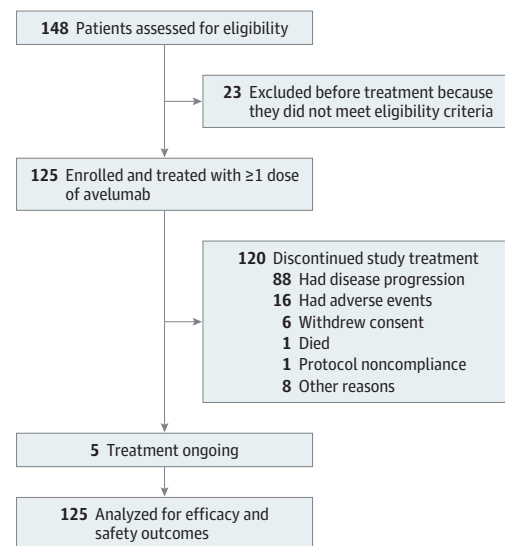 148 Patients assessed for eligibility
23 Excluded before treatment because
they did not meet eligibility criteria
125 Enrolled and treated with ≥1 dose
of avelumab
120 Discontinued study treatment
88 Had disease progression
16 Had adverse events
6 Withdrew consent
1 Died
1 Protocol noncompliance
8 Other reasons
5 Treatment ongoing
125 Analyzed for efficacy and
safety outcomes